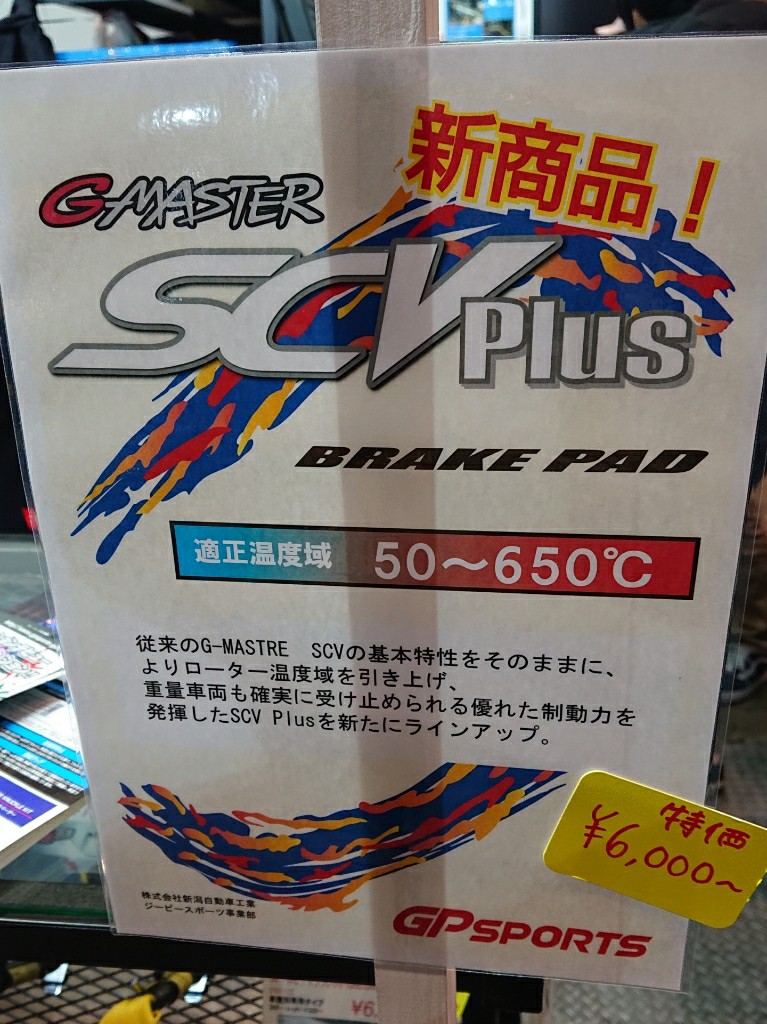 新商品！
G-MASTER
SCV Plus
BRAKE PAD
適正温度域 50～650℃
従来のG-MASTRE SCVの基本特性をそのままに、
よりローター温度域を引き上げ、
重量車両も確実に受け止められる優れた制動力を
発揮したSCV Plusを新たにラインアップ。
特価
¥6,000~
株式会社新潟自動車工業
ジーピースポーツ事業部
GP SPORTS